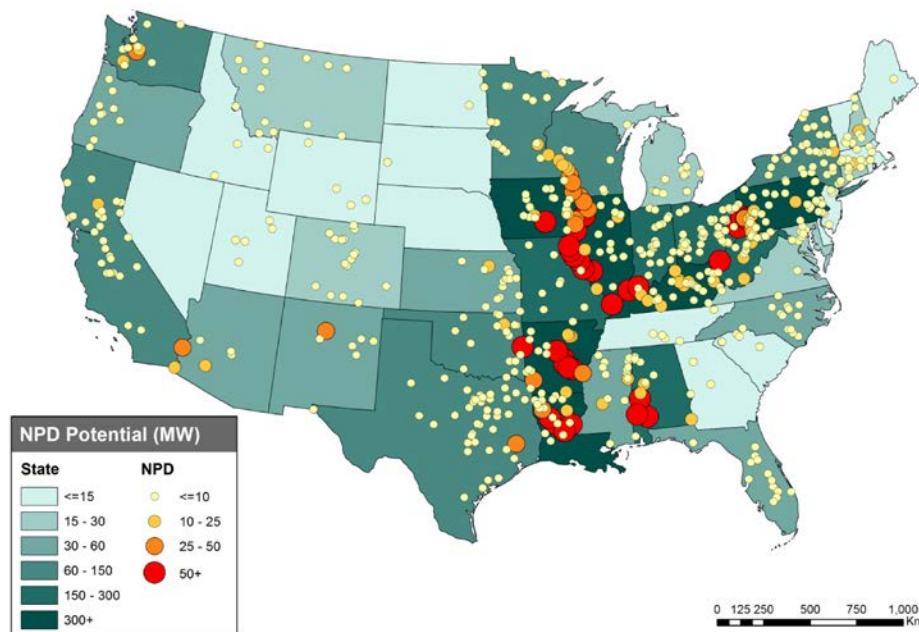 NPD Potential (MW)
State NPD
<=15 <=10
15 - 30 10 - 25
30 - 60 25 - 50
60 - 150 50+
150 - 300
300+
0 125 250 500 750 1,000